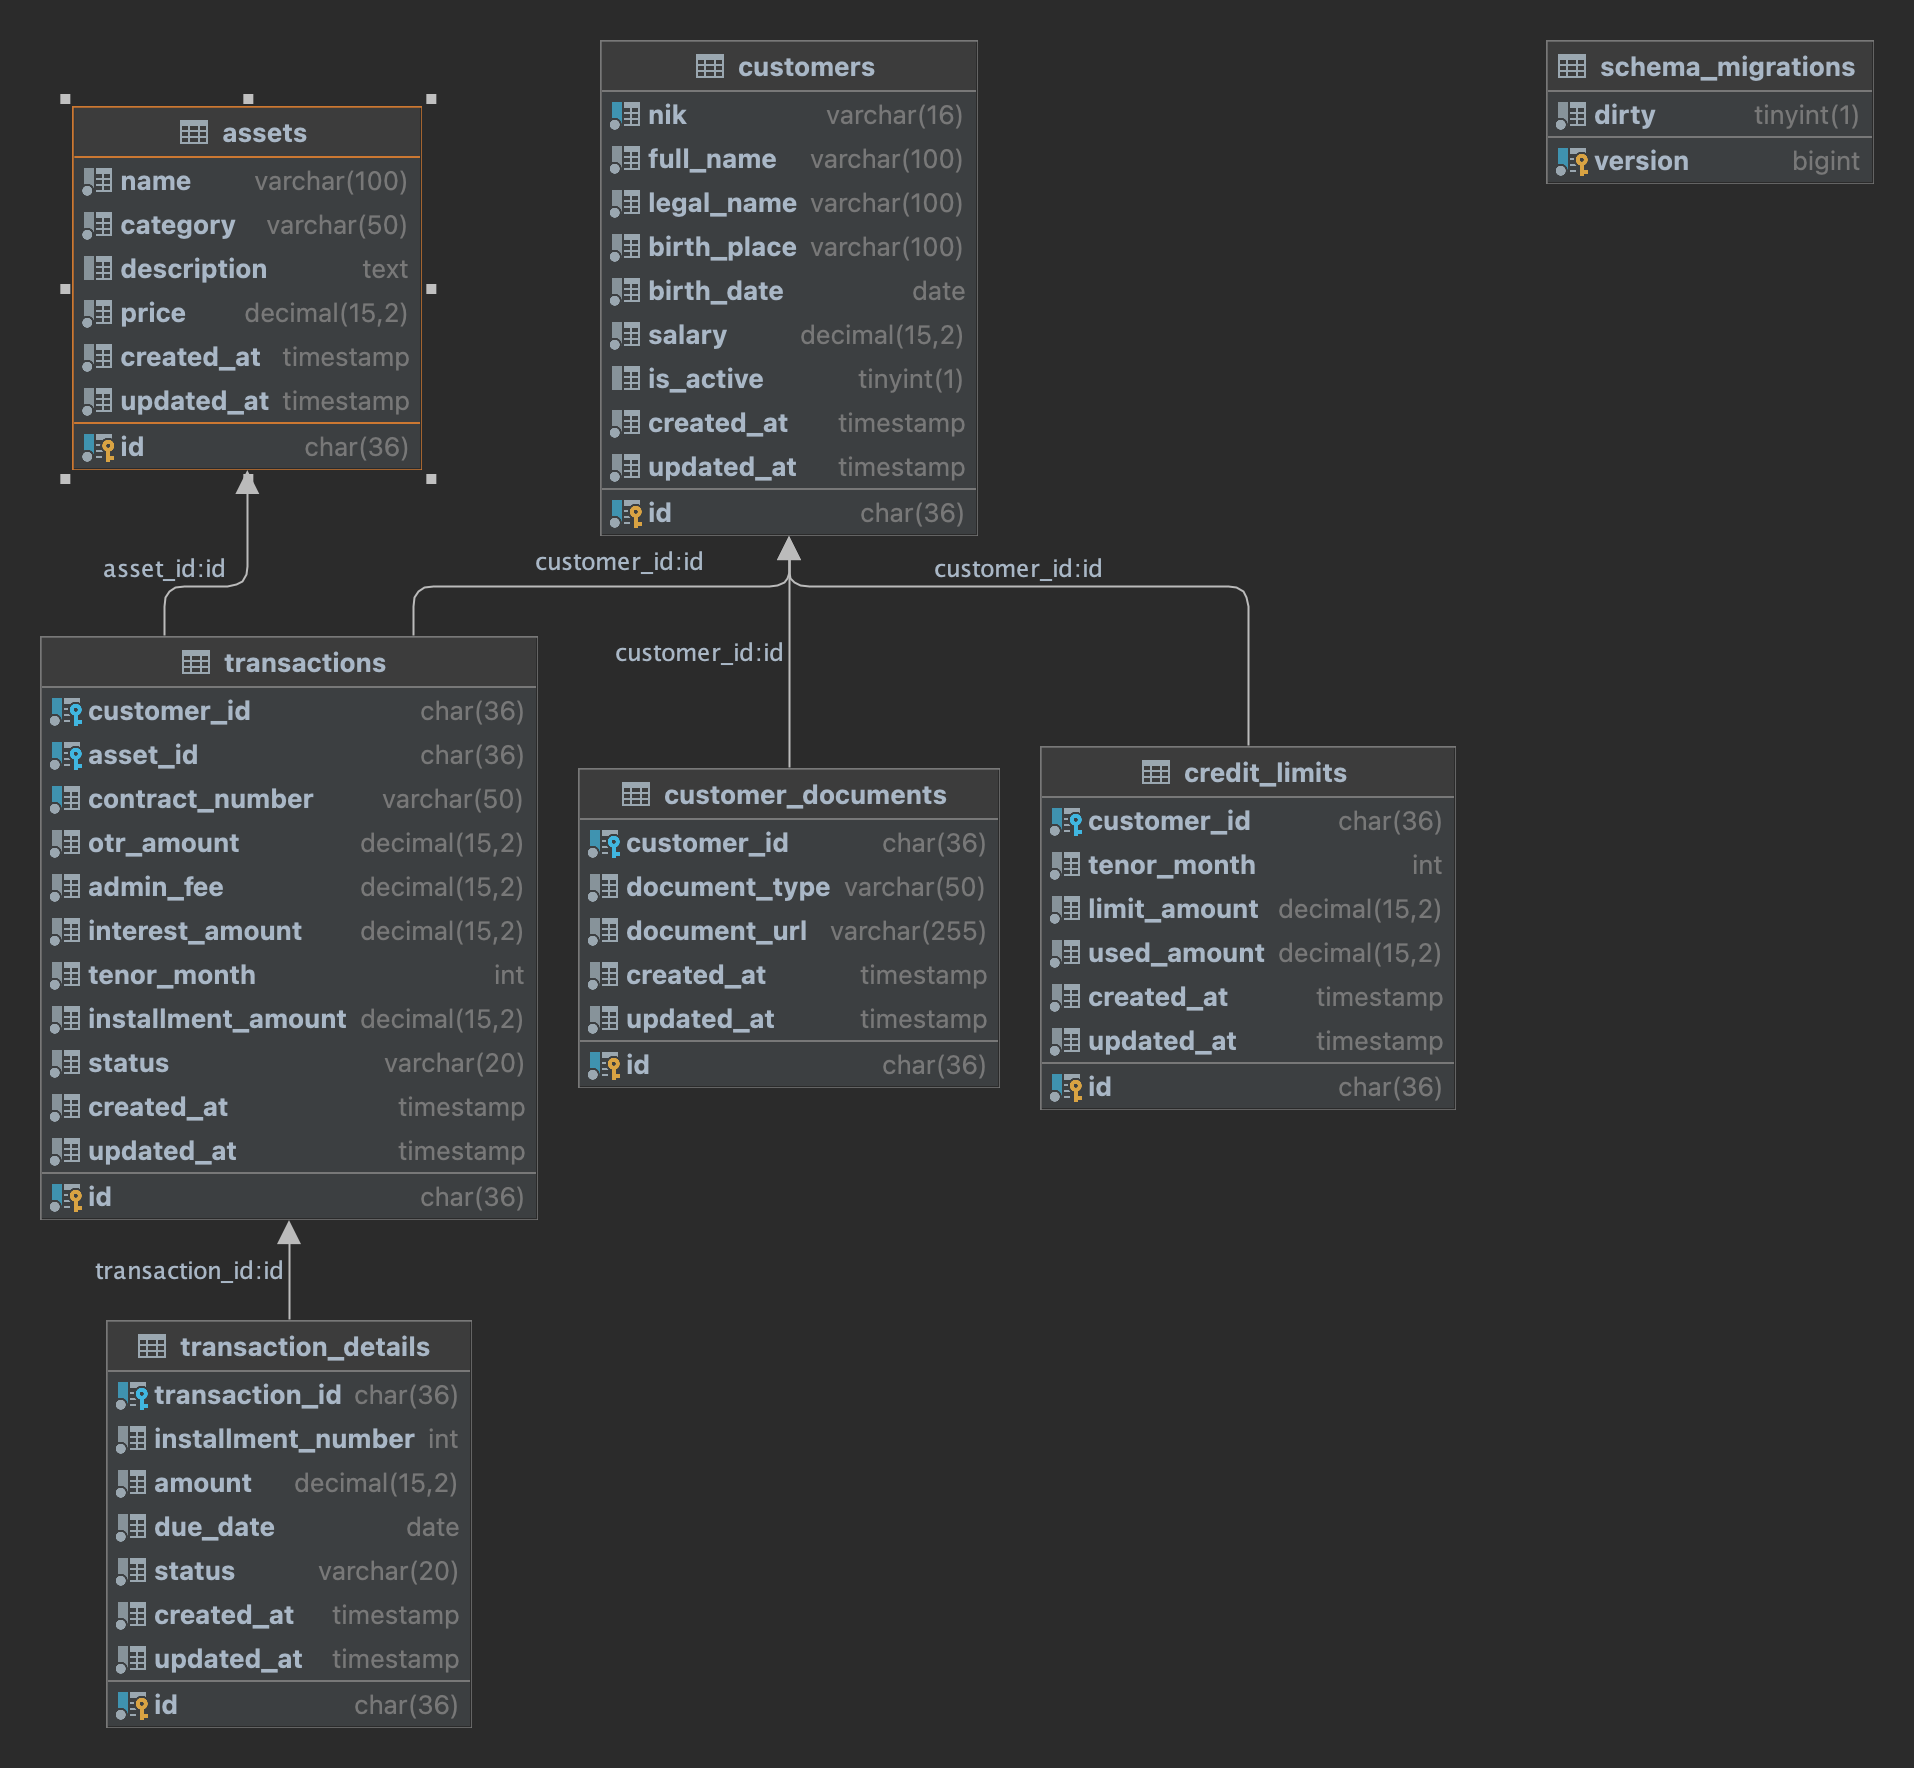 assets
name varchar(100)
category varchar(50)
description text
price decimal(15,2)
created_at timestamp
updated_at timestamp
id char(36)
customers
nik varchar(16)
full_name varchar(100)
legal_name varchar(100)
birth_place varchar(100)
birth_date date
salary decimal(15,2)
is_active tinyint(1)
created_at timestamp
updated_at timestamp
id char(36)
schema_migrations
dirty tinyint(1)
version bigint
asset_id:id
customer_id:id
customer_id:id
customer_id:id
transactions
customer_id char(36)
asset_id char(36)
contract_number varchar(50)
otr_amount decimal(15,2)
admin_fee decimal(15,2)
interest_amount decimal(15,2)
tenor_month int
installment_amount decimal(15,2)
status varchar(20)
created_at timestamp
updated_at timestamp
id char(36)
customer_documents
customer_id char(36)
document_type varchar(50)
document_url varchar(255)
created_at timestamp
updated_at timestamp
id char(36)
credit_limits
customer_id char(36)
tenor_month int
limit_amount decimal(15,2)
used_amount decimal(15,2)
created_at timestamp
updated_at timestamp
id char(36)
transaction_id:id
transaction_details
transaction_id char(36)
installment_number int
amount decimal(15,2)
due_date date
status varchar(20)
created_at timestamp
updated_at timestamp
id char(36)